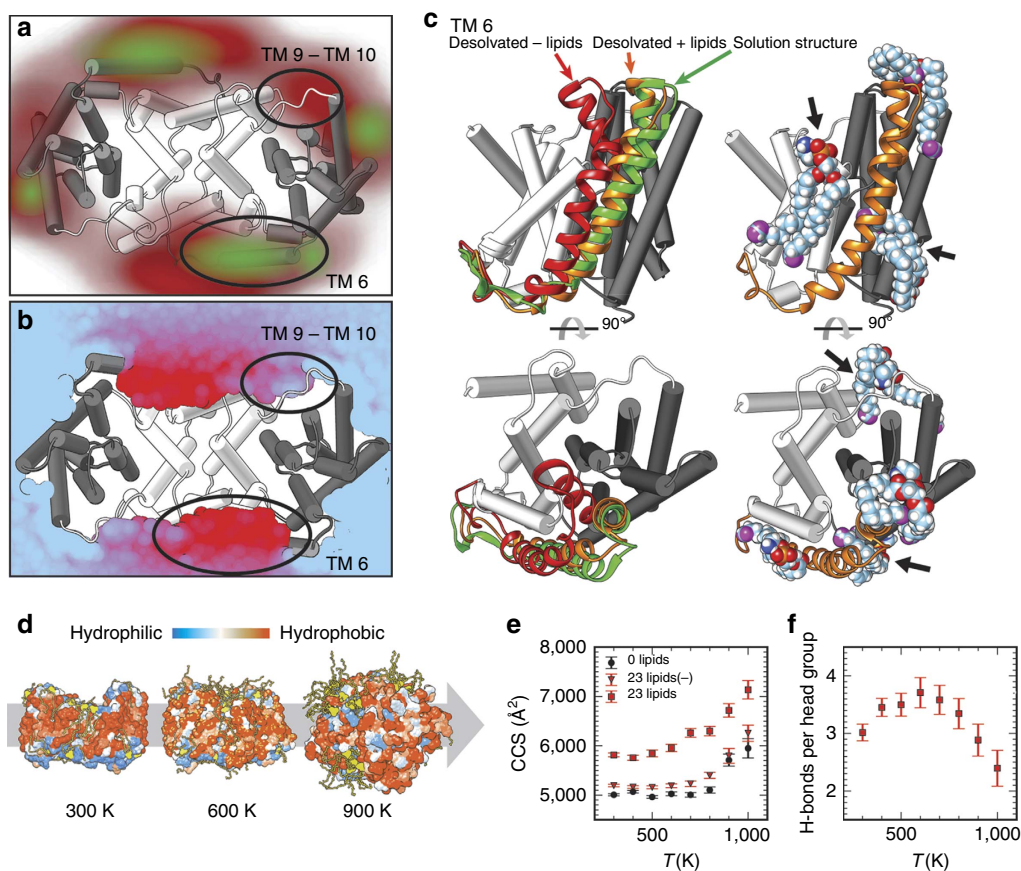 a
TM 9 – TM 10
TM 6
b
TM 9 – TM 10
TM 6
c
TM 6
Desolvated – lipids
Desolvated + lipids
Solution structure
90°
90°
d
Hydrophilic
Hydrophobic
300 K
600 K
900 K
e
8,000
7,000
6,000
5,000
CCS (Å²)
0 lipids
23 lipids(–)
23 lipids
500
1,000
T(K)
f
4
3
2
H-bonds per head group
500
1,000
T(K)